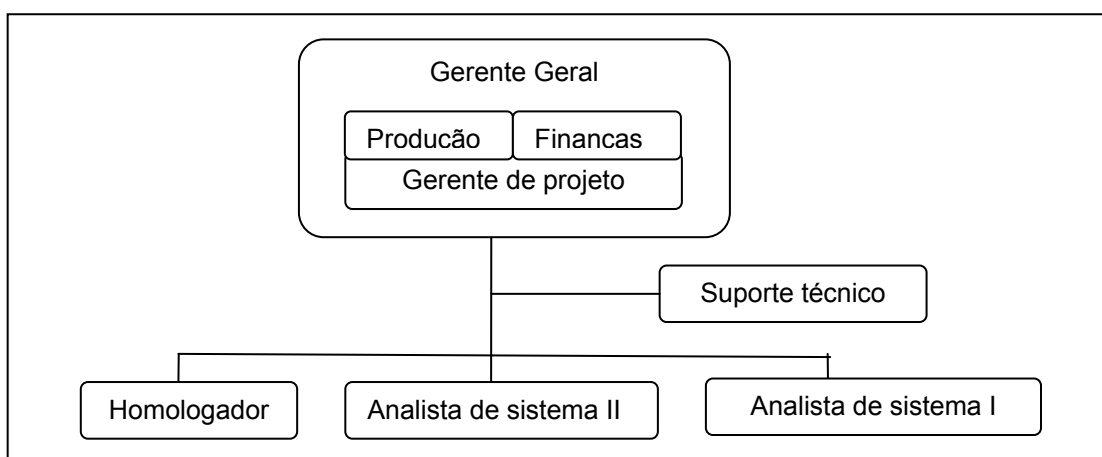 Gerente Geral
Producão Financas
Gerente de projeto
Suporte técnico
Homologador Analista de sistema II Analista de sistema I